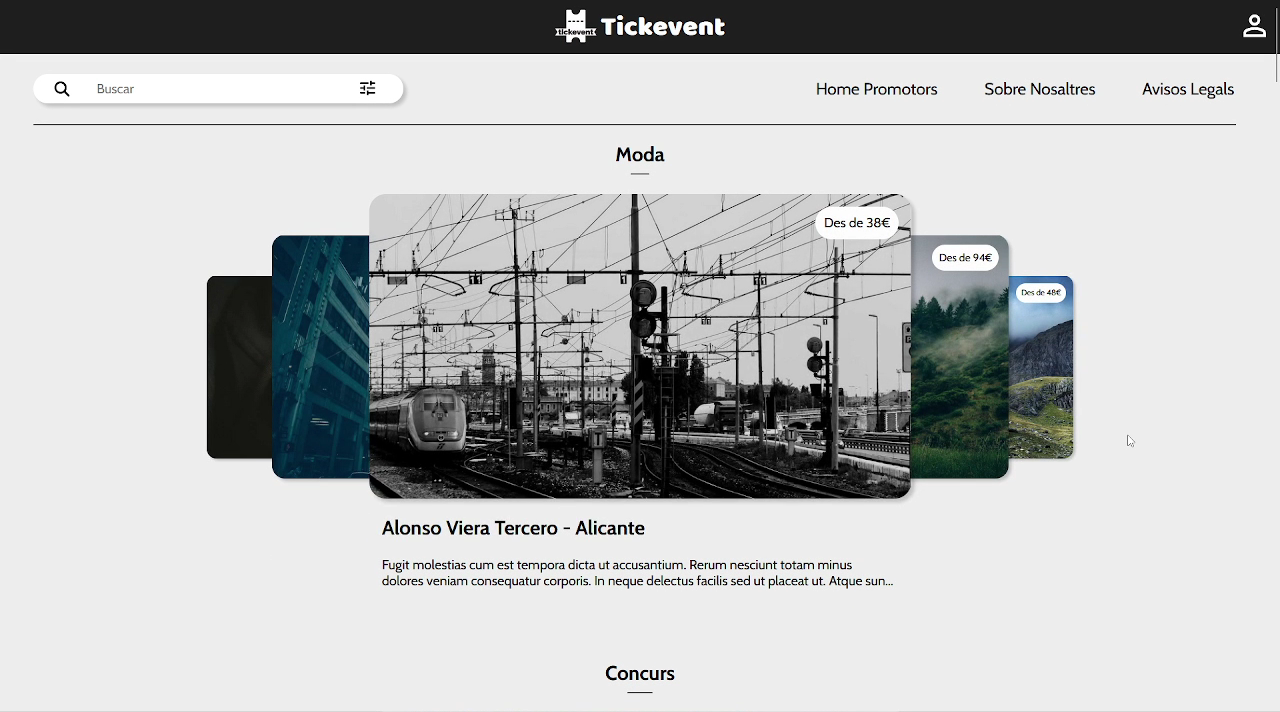 tickevent Tickevent
Buscar
Home Promotors Sobre Nosaltres Avisos Legals
Moda
Des de 38€
Des de 94€
Des de 48€
Alonso Viera Tercero - Alicante
Fugit molestias cum est tempora dicta ut accusantium. Rerum nesciunt totam minus
dolores veniam consequatur corporis. In neque delectus facilis sed ut placeat ut. Atque sun...
Concurs